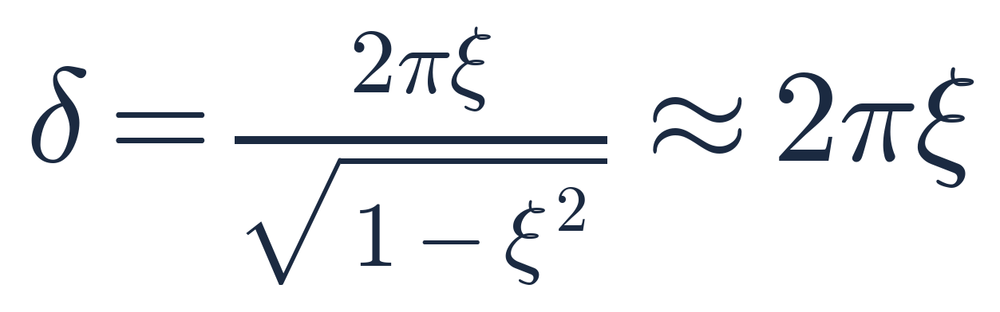 δ = 2πξ / √(1 − ξ²) ≈ 2πξ